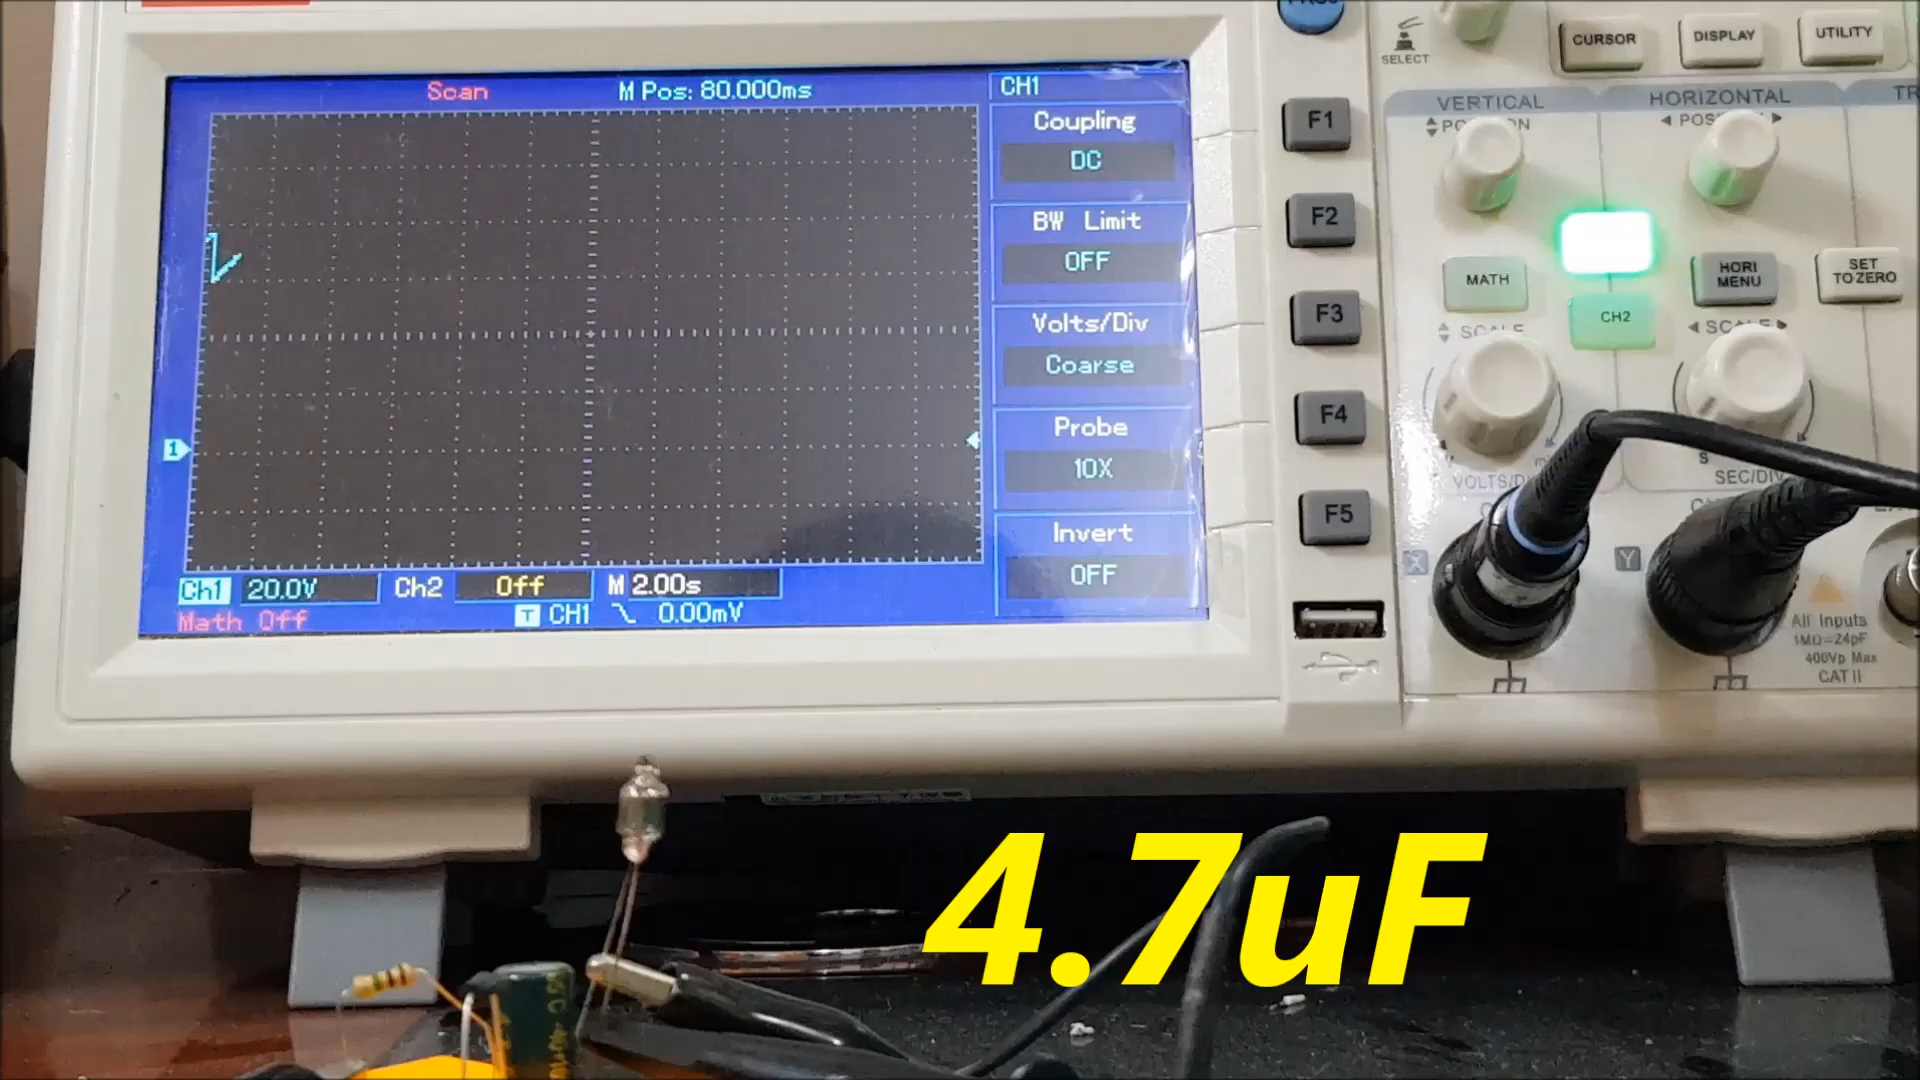 Scan
M Pos: 80.000ms
CH1
Coupling
DC
BW Limit
OFF
Volts/Div
Coarse
Probe
10X
Invert
OFF
1
Ch1 20.0V Ch2 Off M 2.00s
Math Off
T CH1 0.00mV
F1
F2
F3
F4
F5
SELECT
CURSOR
DISPLAY
UTILITY
VERTICAL
HORIZONTAL
MATH
CH2
HORI
MENU
SET
TO ZERO
SCALE
SEC/DIV
X
Y
All Inputs
1MΩ=24pF
400Vp Max
CAT II
4.7uF